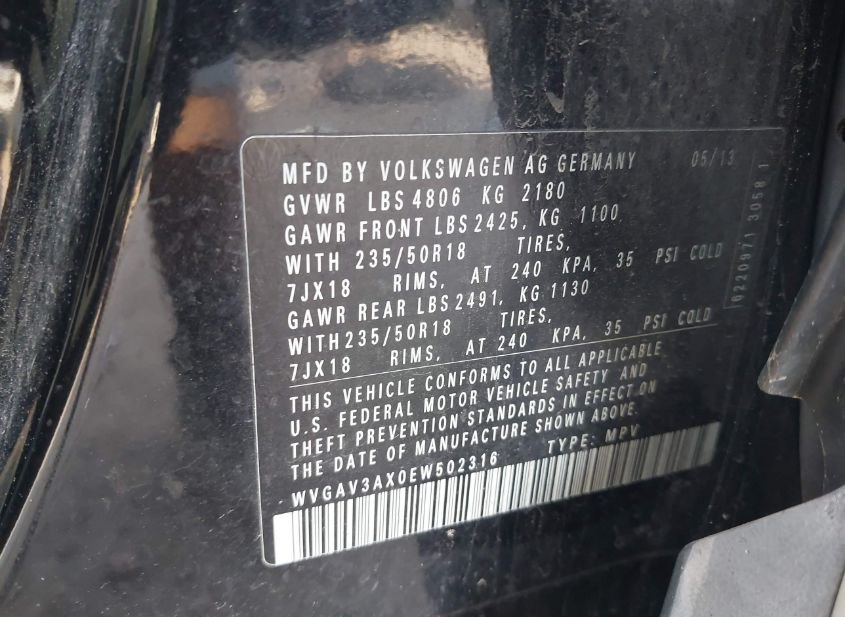 MFD BY VOLKSWAGEN AG GERMANY 05/13
GVWR LBS 4806 KG 2180
GAWR FRONT LBS 2425, KG 1100
WITH 235/50R18 TIRES,
7JX18 RIMS, AT 240 KPA, 35 PSI COLD
GAWR REAR LBS 2491, KG 1130
WITH 235/50R18 TIRES,
7JX18 RIMS, AT 240 KPA, 35 PSI COLD
THIS VEHICLE CONFORMS TO ALL APPLICABLE
U.S. FEDERAL MOTOR VEHICLE SAFETY AND
THEFT PREVENTION STANDARDS IN EFFECT ON
THE DATE OF MANUFACTURE SHOWN ABOVE.
WVGAV3AX0EW502316 TYPE: MPV